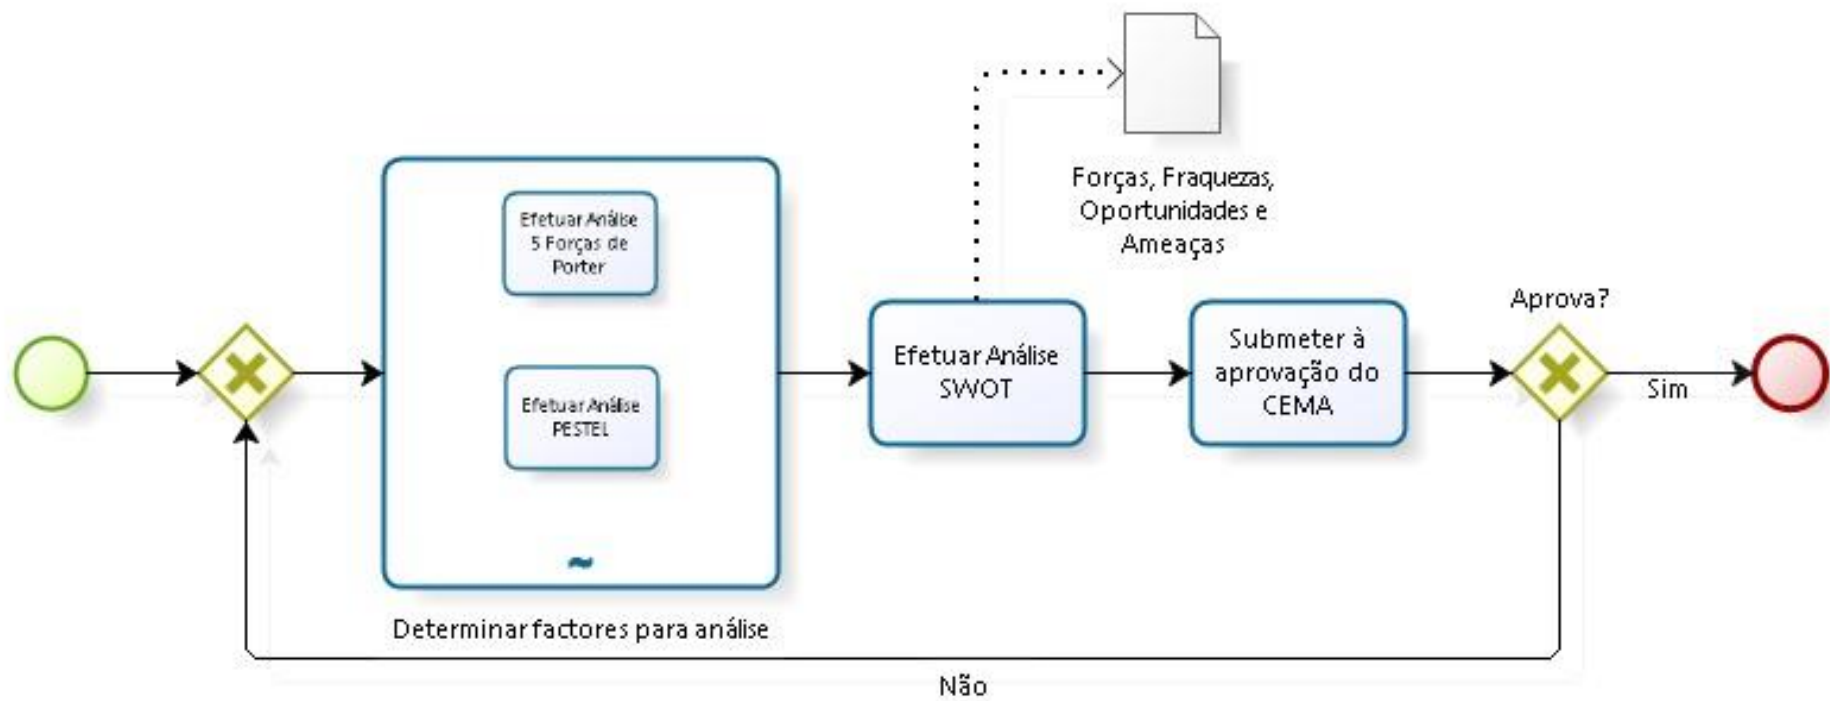 Forças, Fraquezas,
Oportunidades e
Ameaças
Efetuar Análise
5 Forças de
Porter
Efetuar Análise
PESTEL
Determinar factores para análise
Efetuar Análise
SWOT
Submeter à
aprovação do
CEMA
Aprova?
Sim
Não